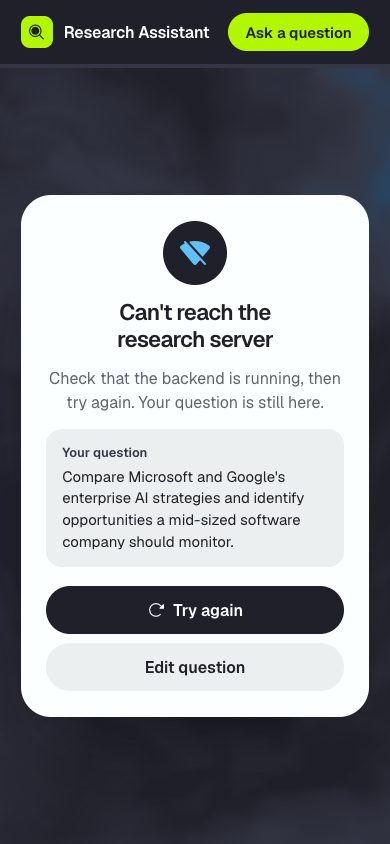 Research Assistant
Ask a question
Can't reach the
research server
Check that the backend is running, then
try again. Your question is still here.
Your question
Compare Microsoft and Google's
enterprise AI strategies and identify
opportunities a mid-sized software
company should monitor.
Try again
Edit question